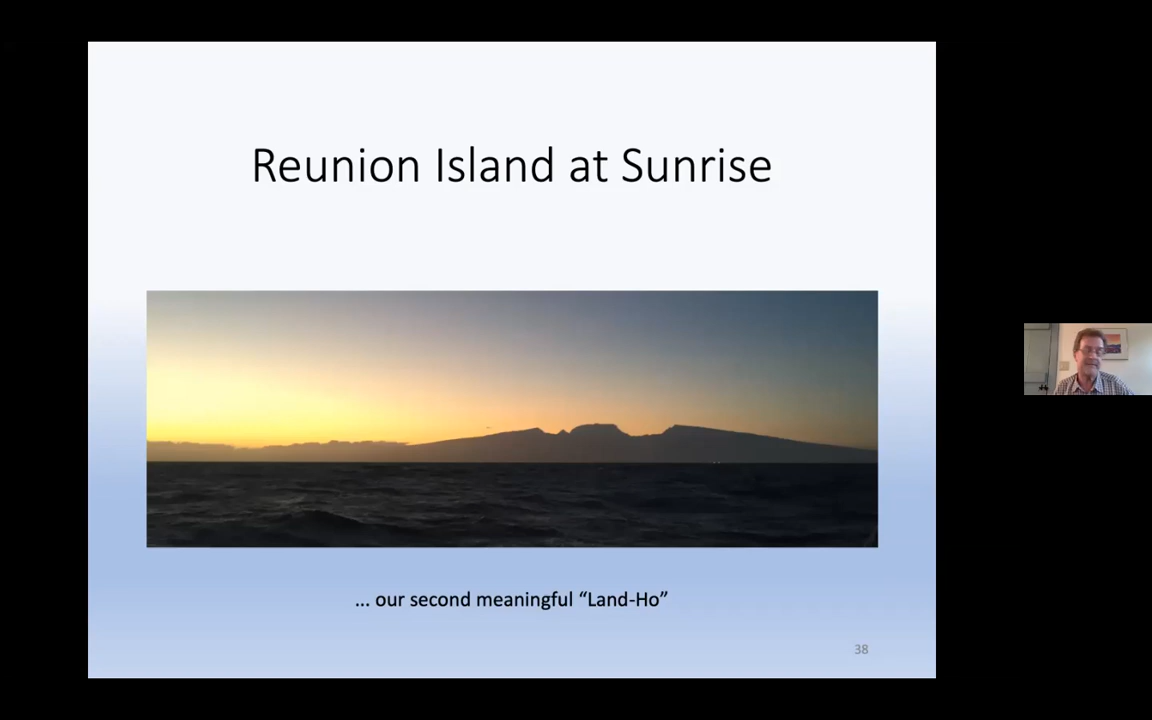 Reunion Island at Sunrise
... our second meaningful “Land-Ho”
38